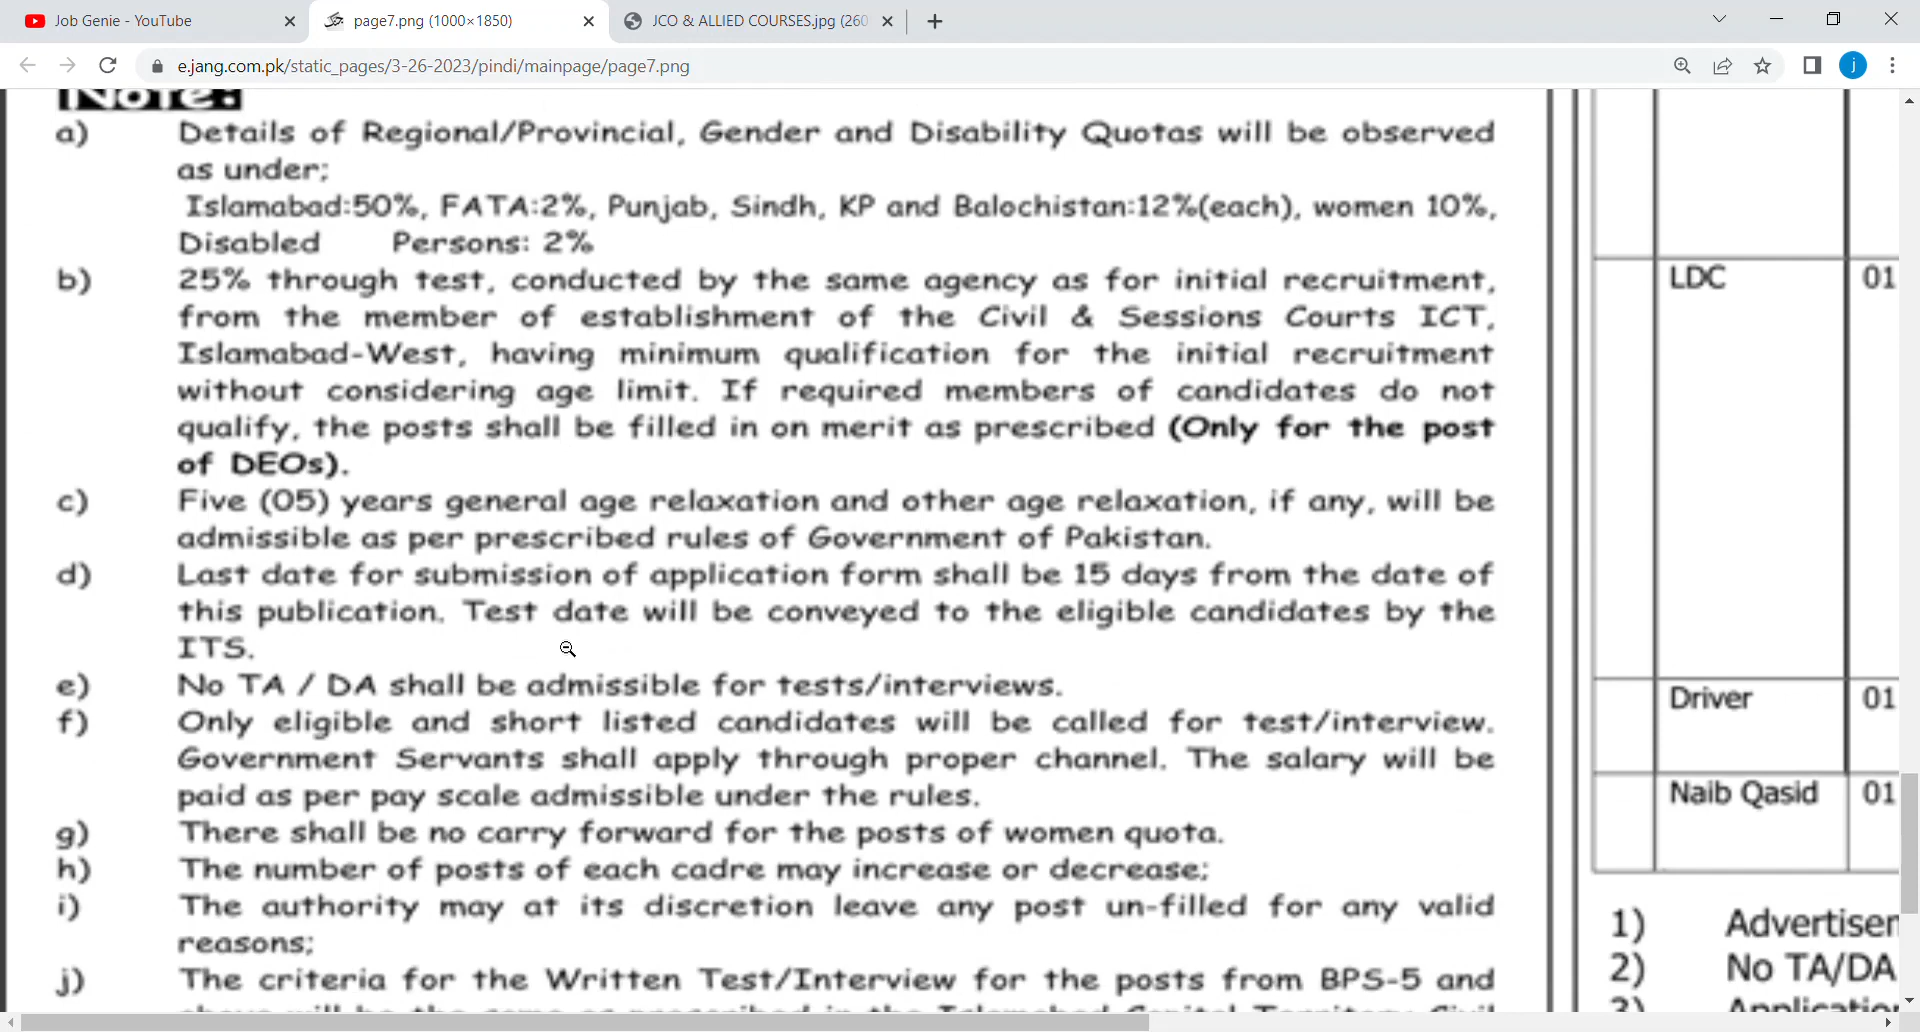 Job Genie - YouTube
page7.png (1000×1850)
JCO & ALLIED COURSES.jpg (260
e.jang.com.pk/static_pages/3-26-2023/pindi/mainpage/page7.png
j
Note:
a) Details of Regional/Provincial, Gender and Disability Quotas will be observed
as under;
Islamabad:50%, FATA:2%, Punjab, Sindh, KP and Balochistan:12%(each), women 10%,
Disabled Persons: 2%
b) 25% through test, conducted by the same agency as for initial recruitment,
from the member of establishment of the Civil & Sessions Courts ICT,
Islamabad-West, having minimum qualification for the initial recruitment
without considering age limit. If required members of candidates do not
qualify, the posts shall be filled in on merit as prescribed (Only for the post
of DEOs).
c) Five (05) years general age relaxation and other age relaxation, if any, will be
admissible as per prescribed rules of Government of Pakistan.
d) Last date for submission of application form shall be 15 days from the date of
this publication. Test date will be conveyed to the eligible candidates by the
ITS.
e) No TA / DA shall be admissible for tests/interviews.
f) Only eligible and short listed candidates will be called for test/interview.
Government Servants shall apply through proper channel. The salary will be
paid as per pay scale admissible under the rules.
g) There shall be no carry forward for the posts of women quota.
h) The number of posts of each cadre may increase or decrease;
i) The authority may at its discretion leave any post un-filled for any valid
reasons;
j) The criteria for the Written Test/Interview for the posts from BPS-5 and
LDC 01
Driver 01
Naib Qasid 01
1) Advertisem
2) No TA/DA